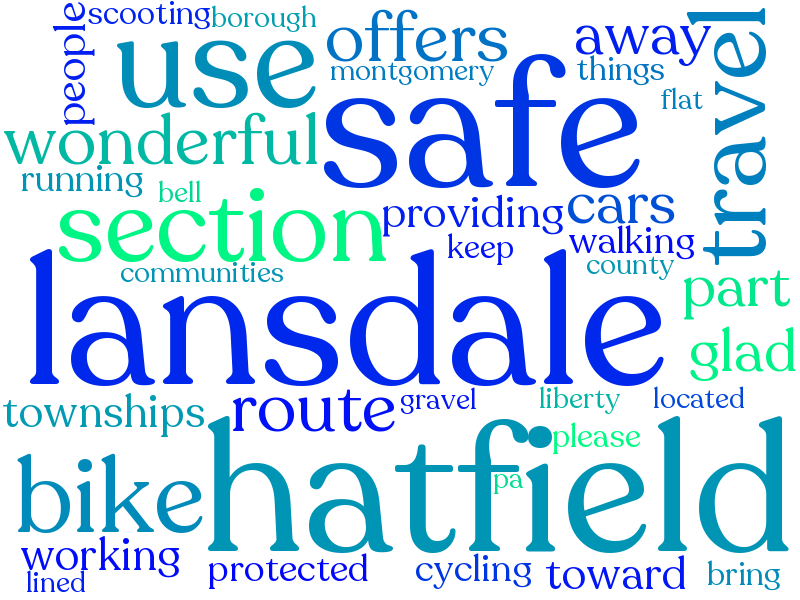 people
scooting
borough
use
offers
montgomery
away
things
flat
travel
wonderful
safe
running
bell
section
providing
cars
keep
walking
communities
county
lansdale
part
glad
townships
route
gravel
liberty
located
please
hatfield
bike
pa
working
lined
protected
cycling
toward
bring